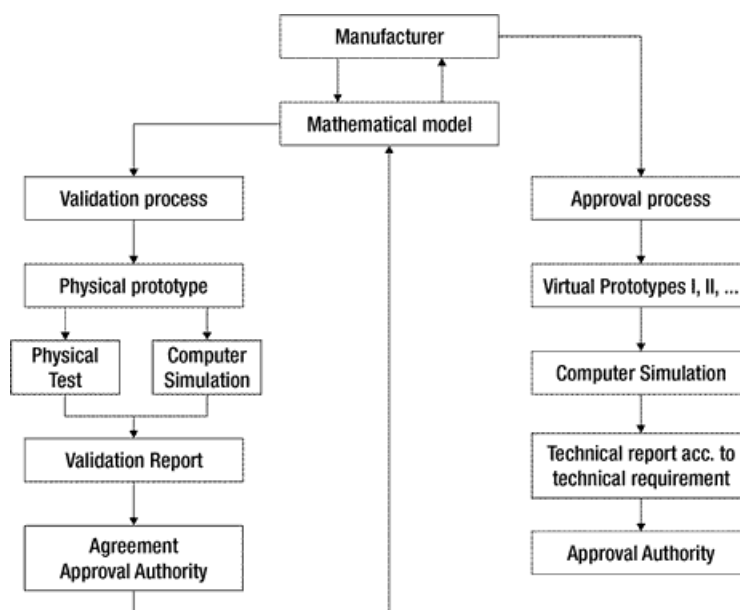 Manufacturer
Mathematical model
Validation process
Approval process
Physical prototype
Virtual Prototypes I, II, ...
Physical
Test
Computer
Simulation
Computer Simulation
Validation Report
Technical report acc. to
technical requirement
Agreement
Approval Authority
Approval Authority